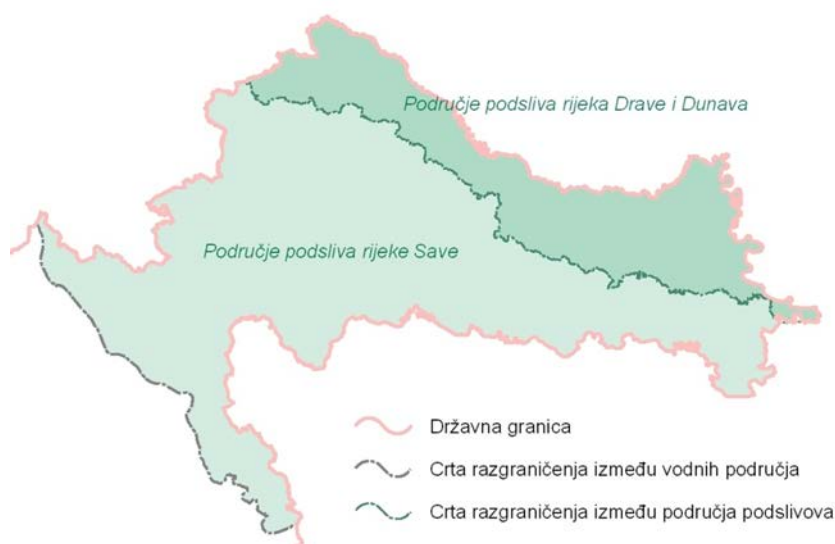 Područje podsliva rijeka Drave i Dunava
Područje podsliva rijeke Save
Državna granica
Crta razgraničenja između vodnih područja
Crta razgraničenja između područja podslivova